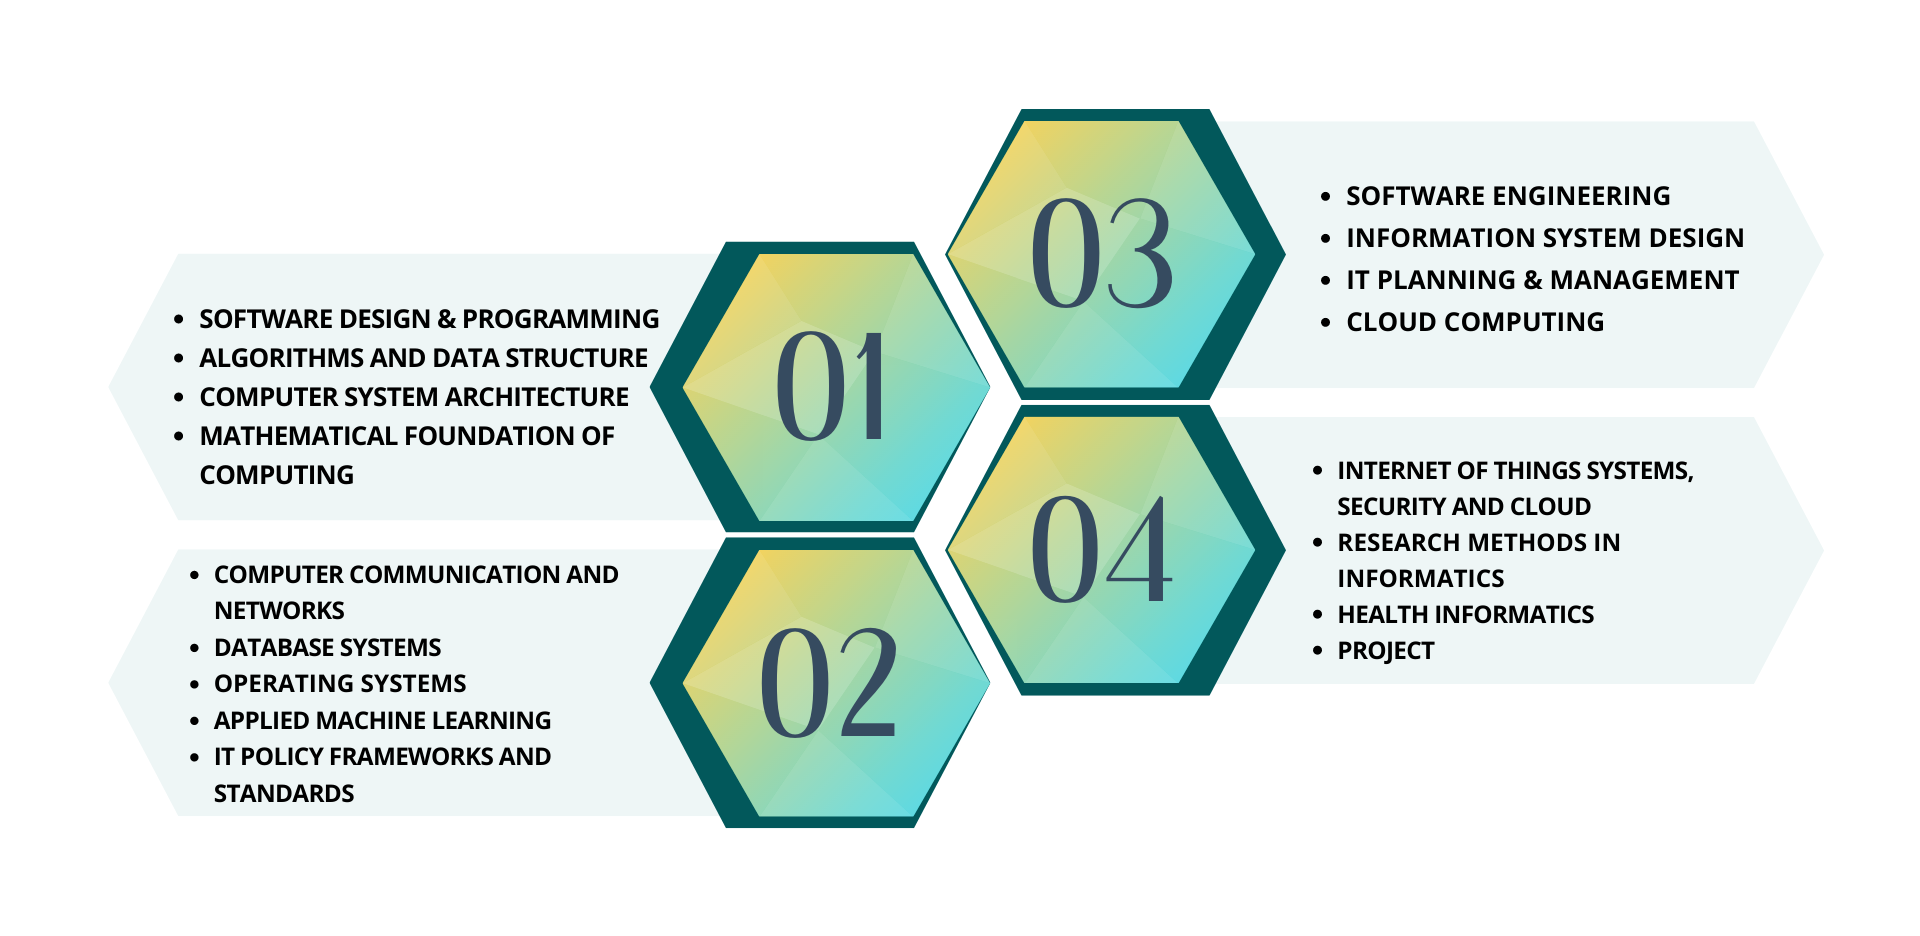 01
• SOFTWARE DESIGN & PROGRAMMING
• ALGORITHMS AND DATA STRUCTURE
• COMPUTER SYSTEM ARCHITECTURE
• MATHEMATICAL FOUNDATION OF
COMPUTING
02
• COMPUTER COMMUNICATION AND
NETWORKS
• DATABASE SYSTEMS
• OPERATING SYSTEMS
• APPLIED MACHINE LEARNING
• IT POLICY FRAMEWORKS AND
STANDARDS
03
• SOFTWARE ENGINEERING
• INFORMATION SYSTEM DESIGN
• IT PLANNING & MANAGEMENT
• CLOUD COMPUTING
04
• INTERNET OF THINGS SYSTEMS,
SECURITY AND CLOUD
• RESEARCH METHODS IN
INFORMATICS
• HEALTH INFORMATICS
• PROJECT